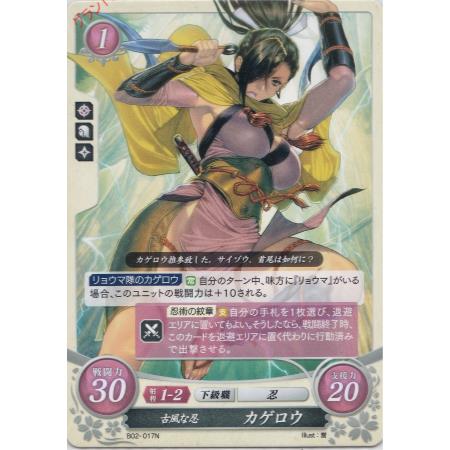 1
カゲロウ推参致した。サイゾウ、首尾は如何に？
リョウマ隊のカゲロウ 常 自分のターン中、味方に『リョウマ』がいる
場合、このユニットの戦闘力は+10される。
忍術の紋章 支 自分の手札を1枚選び、退避
エリアに置いてもよい。そうしたなら、戦闘終了時、
このカードを退避エリアに置く代わりに行動済み
で出撃させる。
戦闘力 30
射程 1-2 下級職 忍
支援力 20
古風な忍 カゲロウ
B02-017N